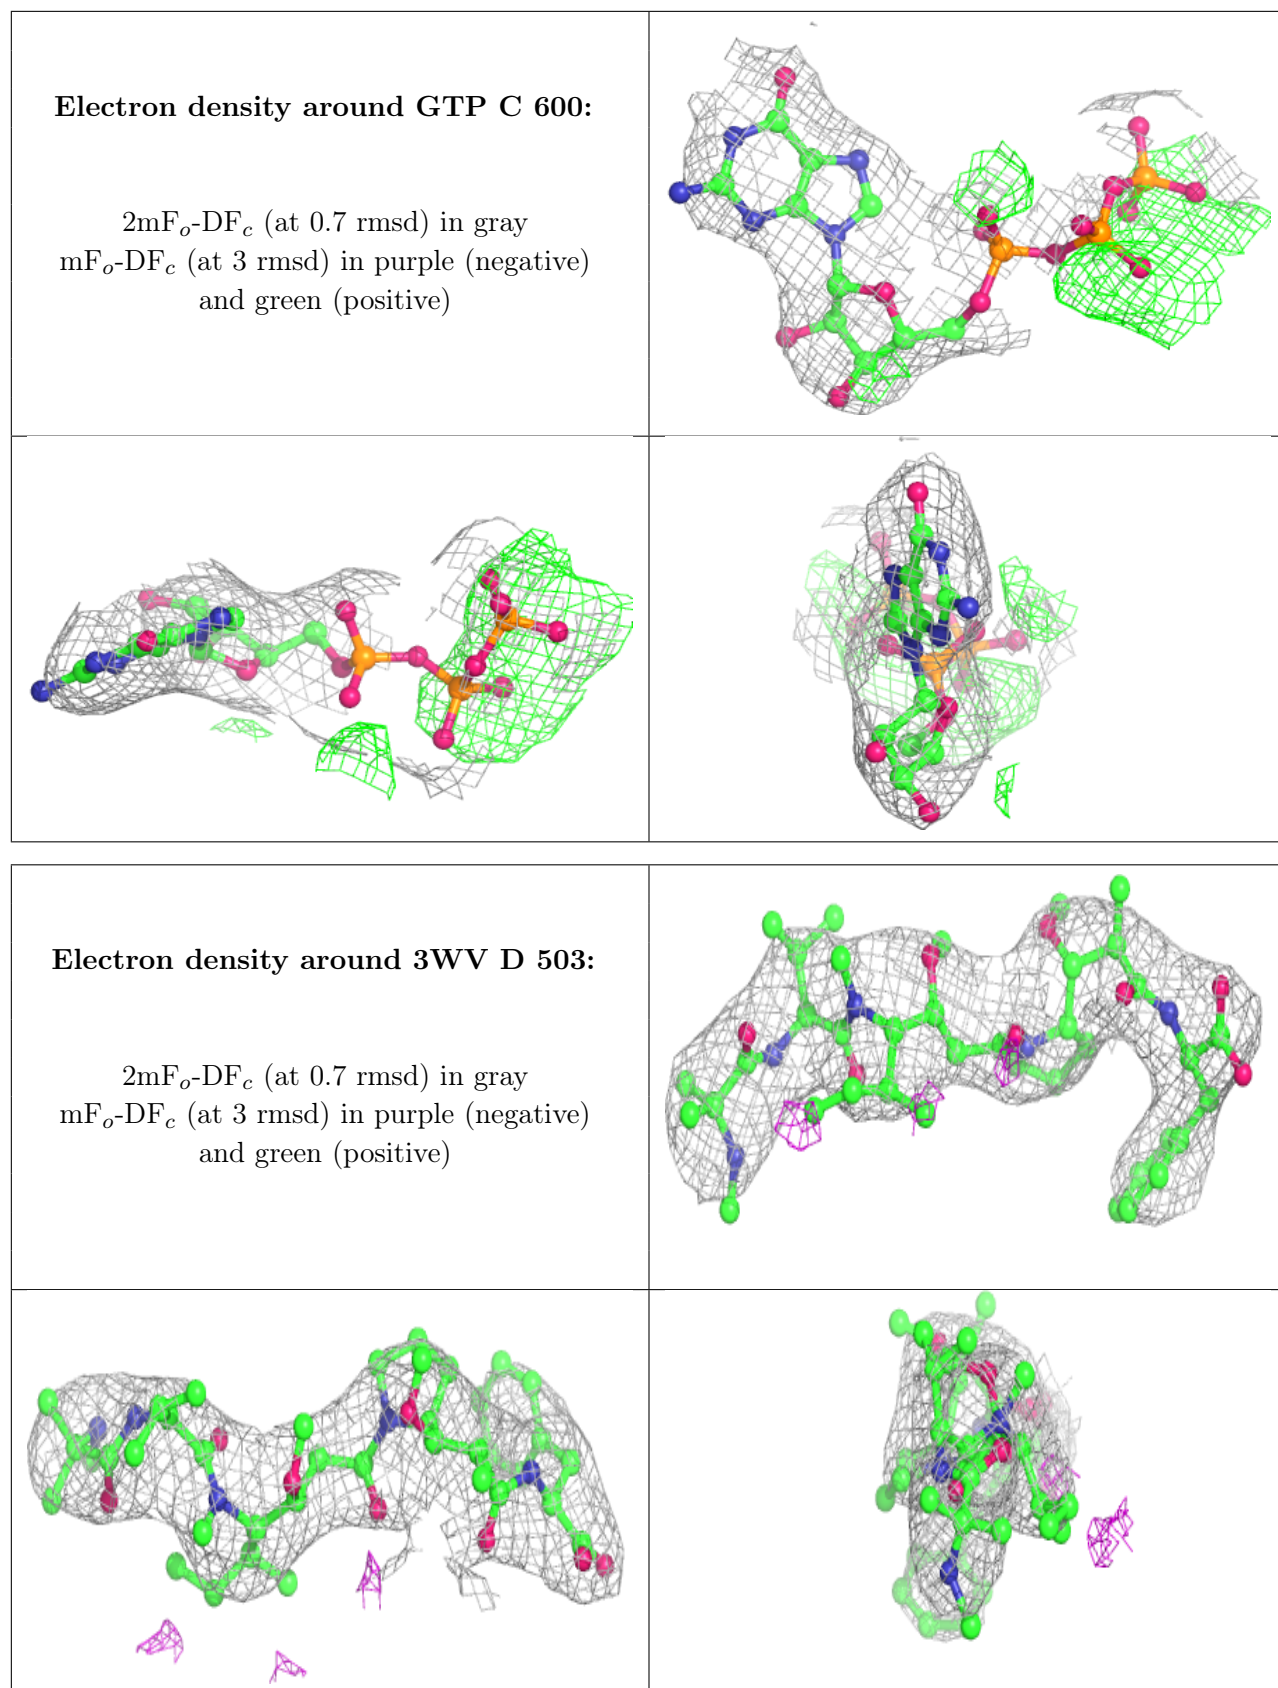 Electron density around GTP C 600:
2mFo-DFc (at 0.7 rmsd) in gray
mFo-DFc (at 3 rmsd) in purple (negative)
and green (positive)
Electron density around 3WV D 503:
2mFo-DFc (at 0.7 rmsd) in gray
mFo-DFc (at 3 rmsd) in purple (negative)
and green (positive)